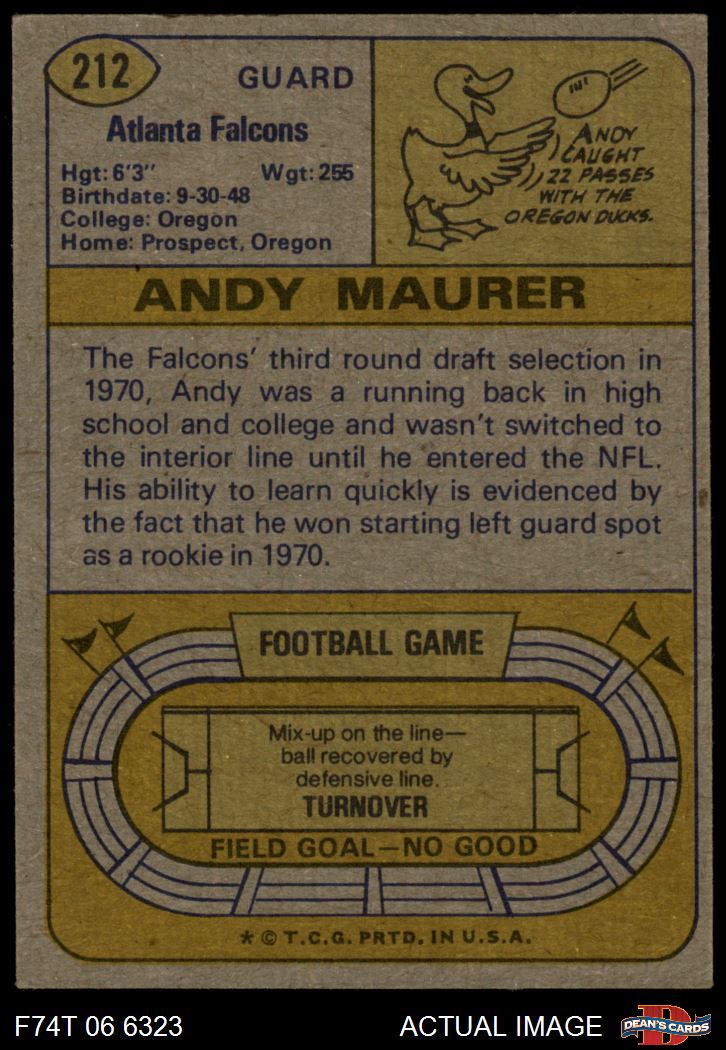 212
GUARD
Atlanta Falcons
Hgt: 6'3" Wgt: 255
Birthdate: 9-30-48
College: Oregon
Home: Prospect, Oregon
ANDY
CAUGHT
22 PASSES
WITH THE
OREGON DUCKS.
ANDY MAURER
The Falcons' third round draft selection in
1970, Andy was a running back in high
school and college and wasn't switched to
the interior line until he entered the NFL.
His ability to learn quickly is evidenced by
the fact that he won starting left guard spot
as a rookie in 1970.
FOOTBALL GAME
Mix-up on the line—
ball recovered by
defensive line.
TURNOVER
FIELD GOAL—NO GOOD
* © T.C.G. PRTD. IN U.S.A.
F74T 06 6323 ACTUAL IMAGE
D
DEAN'S CARDS